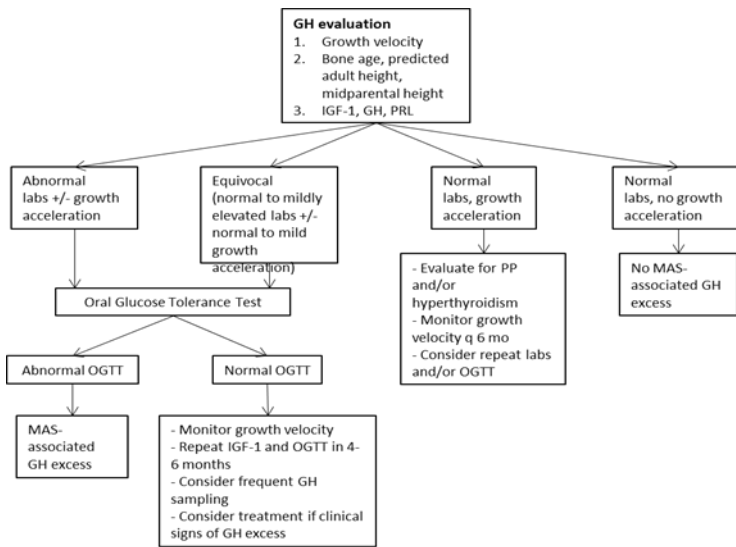 GH evaluation
1. Growth velocity
2. Bone age, predicted
adult height,
midparental height
3. IGF-1, GH, PRL
Abnormal
labs +/- growth
acceleration
Equivocal
(normal to mildly
elevated labs +/-
normal to mild
growth
acceleration)
Normal
labs, growth
acceleration
Normal
labs, no growth
acceleration
- Evaluate for PP
and/or
hyperthyroidism
- Monitor growth
velocity q 6 mo
- Consider repeat labs
and/or OGTT
No MAS-
associated GH
excess
Oral Glucose Tolerance Test
Abnormal OGTT
Normal OGTT
MAS-
associated
GH excess
- Monitor growth velocity
- Repeat IGF-1 and OGTT in 4-
6 months
- Consider frequent GH
sampling
- Consider treatment if clinical
signs of GH excess